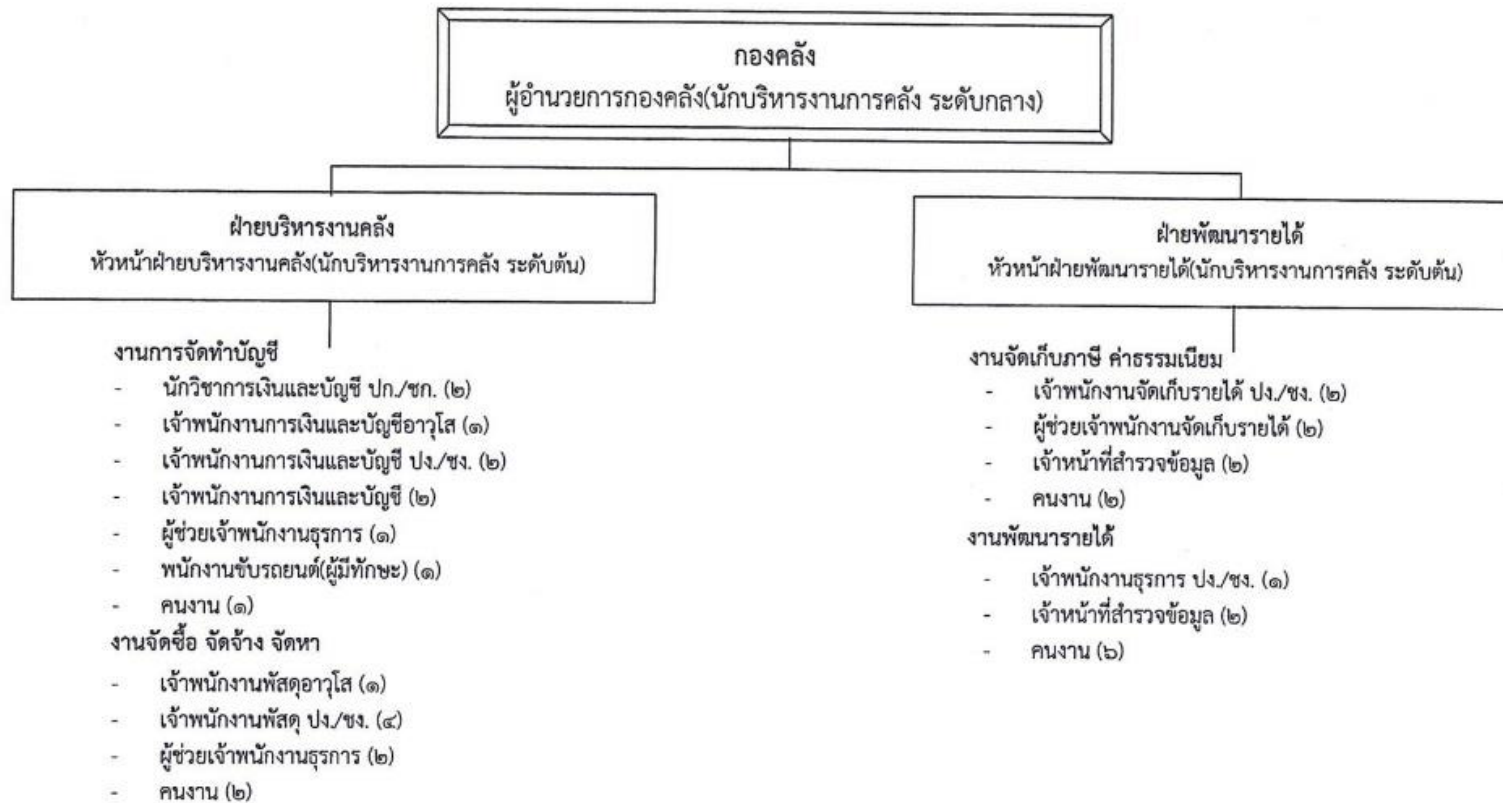 กองคลัง
ผู้อำนวยการกองคลัง(นักบริหารงานการคลัง ระดับกลาง)
ฝ่ายบริหารงานคลัง
หัวหน้าฝ่ายบริหารงานคลัง(นักบริหารงานการคลัง ระดับต้น)
งานการจัดทำบัญชี
- นักวิชาการเงินและบัญชี ปก./ชก. (๒)
- เจ้าพนักงานการเงินและบัญชีอาวุโส (๑)
- เจ้าพนักงานการเงินและบัญชี ปง./ชง. (๒)
- เจ้าพนักงานการเงินและบัญชี (๒)
- ผู้ช่วยเจ้าพนักงานธุรการ (๑)
- พนักงานขับรถยนต์(ผู้มีทักษะ) (๑)
- คนงาน (๑)
งานจัดซื้อ จัดจ้าง จัดหา
- เจ้าพนักงานพัสดุอาวุโส (๑)
- เจ้าพนักงานพัสดุ ปง./ชง. (๔)
- ผู้ช่วยเจ้าพนักงานธุรการ (๒)
- คนงาน (๒)
ฝ่ายพัฒนารายได้
หัวหน้าฝ่ายพัฒนารายได้(นักบริหารงานการคลัง ระดับต้น)
งานจัดเก็บภาษี ค่าธรรมเนียม
- เจ้าพนักงานจัดเก็บรายได้ ปง./ชง. (๒)
- ผู้ช่วยเจ้าพนักงานจัดเก็บรายได้ (๒)
- เจ้าหน้าที่สำรวจข้อมูล (๒)
- คนงาน (๒)
งานพัฒนารายได้
- เจ้าพนักงานธุรการ ปง./ชง. (๑)
- เจ้าหน้าที่สำรวจข้อมูล (๒)
- คนงาน (๖)